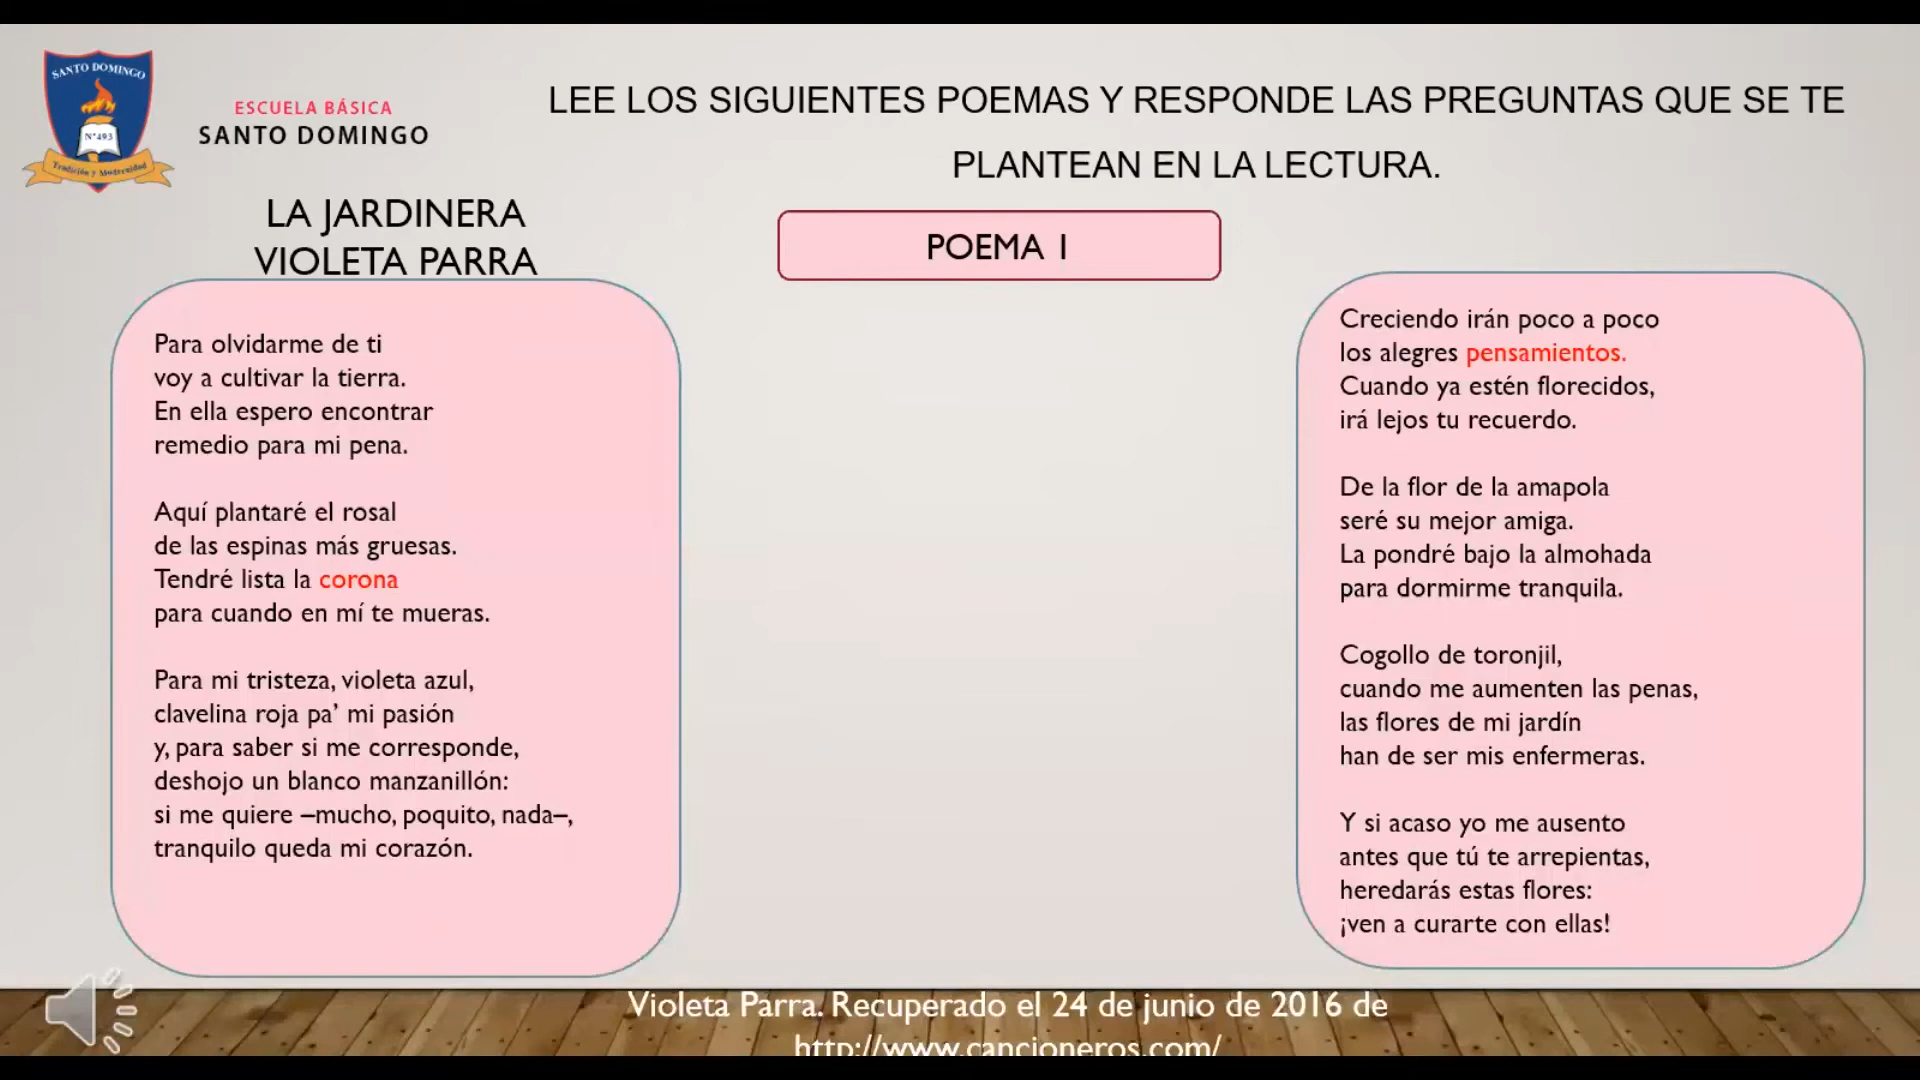 SANTO DOMINGO
N°493
Tradición y Modernidad
ESCUELA BÁSICA
SANTO DOMINGO
LEE LOS SIGUIENTES POEMAS Y RESPONDE LAS PREGUNTAS QUE SE TE
PLANTEAN EN LA LECTURA.
LA JARDINERA
VIOLETA PARRA
POEMA 1
Para olvidarme de ti
voy a cultivar la tierra.
En ella espero encontrar
remedio para mi pena.
Aquí plantaré el rosal
de las espinas más gruesas.
Tendré lista la corona
para cuando en mí te mueras.
Para mi tristeza, violeta azul,
clavelina roja pa’ mi pasión
y, para saber si me corresponde,
deshojo un blanco manzanillón:
si me quiere –mucho, poquito, nada–,
tranquilo queda mi corazón.
Creciendo irán poco a poco
los alegres pensamientos.
Cuando ya estén florecidos,
irá lejos tu recuerdo.
De la flor de la amapola
seré su mejor amiga.
La pondré bajo la almohada
para dormirme tranquila.
Cogollo de toronjil,
cuando me aumenten las penas,
las flores de mi jardín
han de ser mis enfermeras.
Y si acaso yo me ausento
antes que tú te arrepientas,
heredarás estas flores:
¡ven a curarte con ellas!
Violeta Parra. Recuperado el 24 de junio de 2016 de
http://www.cancioneros.com/